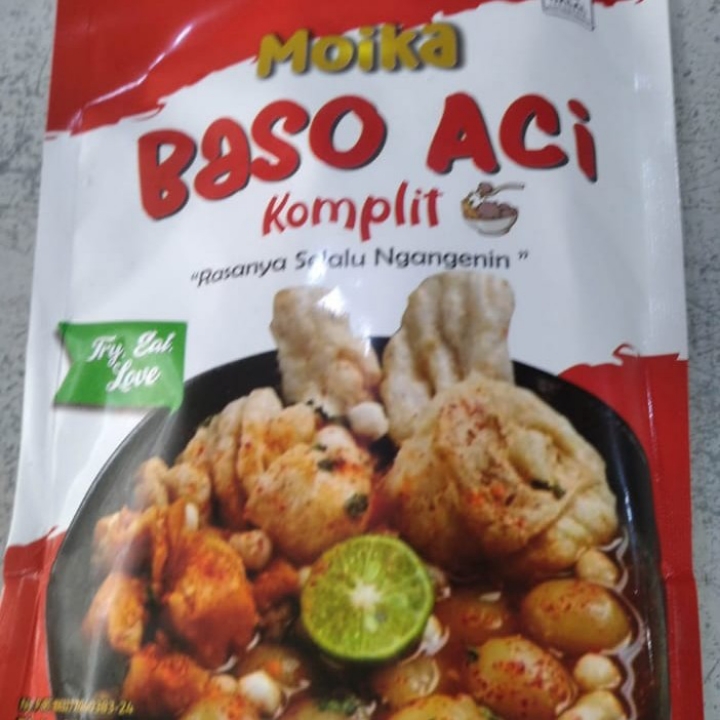 Moika
Baso Aci
Komplit
"Rasanya Selalu Ngangenin"
Try, Eat,
Love